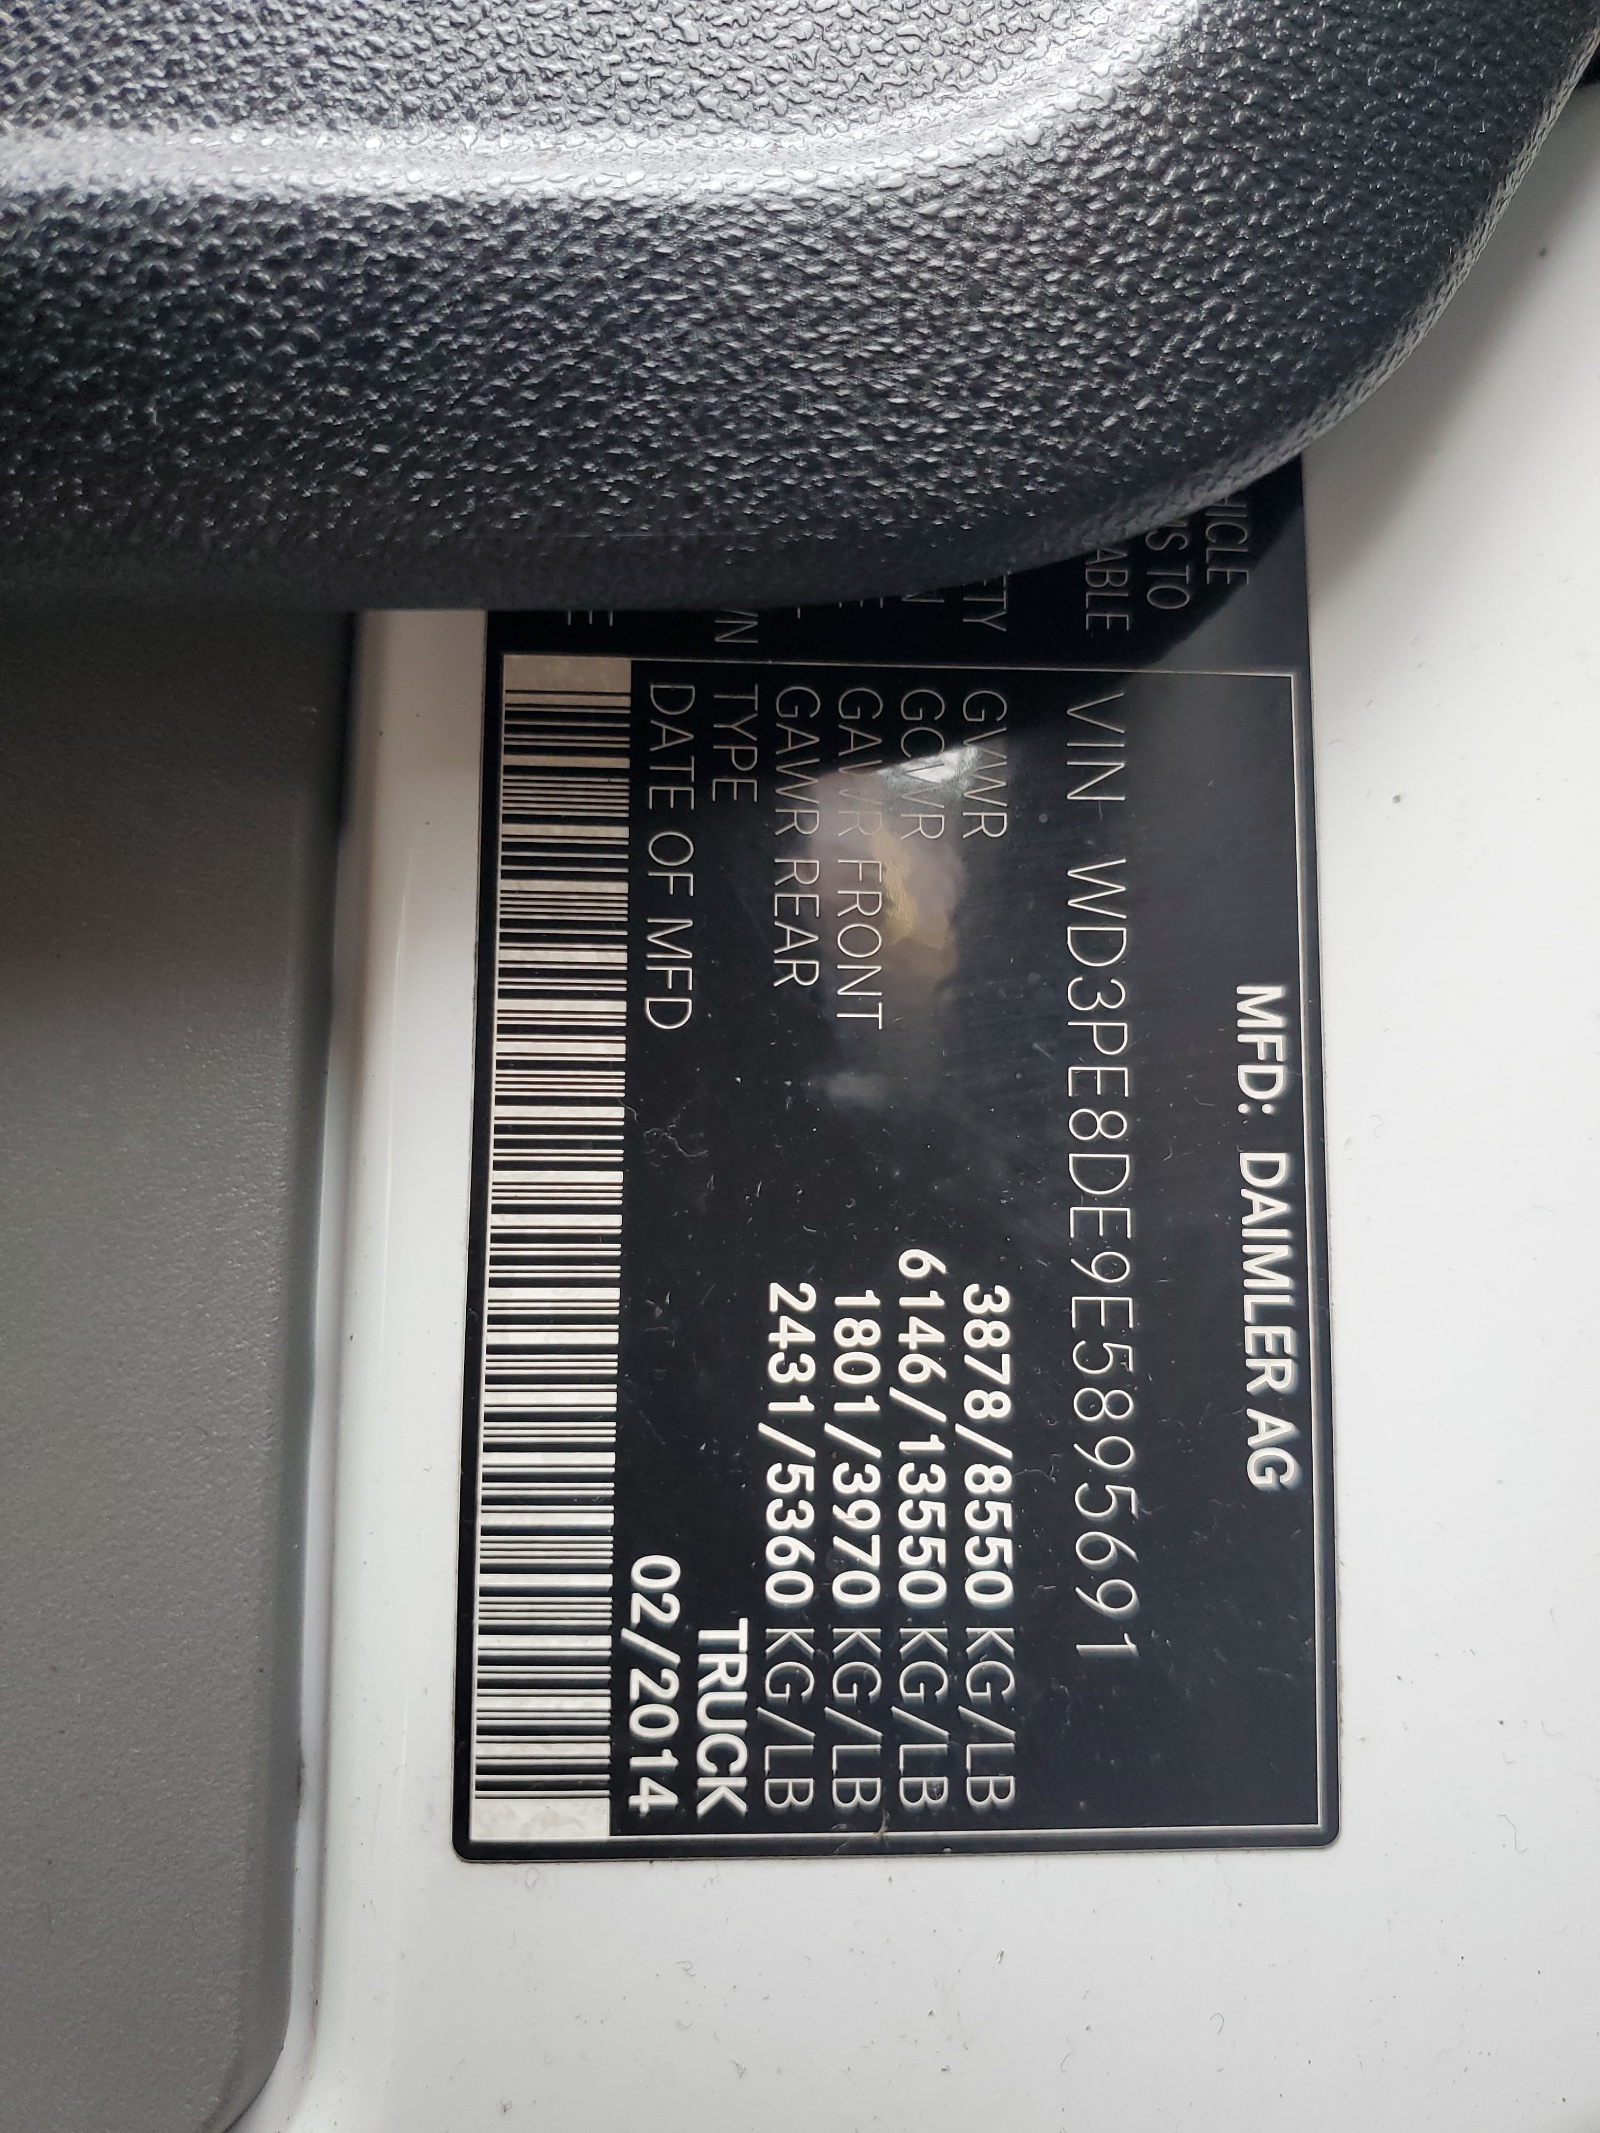 MFD: DAIMLER AG
VIN WD3PE8DE9E5895691
GVWR 3878/8550 KG/LB
GCWR 6146/13550 KG/LB
GAWR FRONT 1801/3970 KG/LB
GAWR REAR 2431/5360 KG/LB
TYPE TRUCK
DATE OF MFD 02/2014
TO